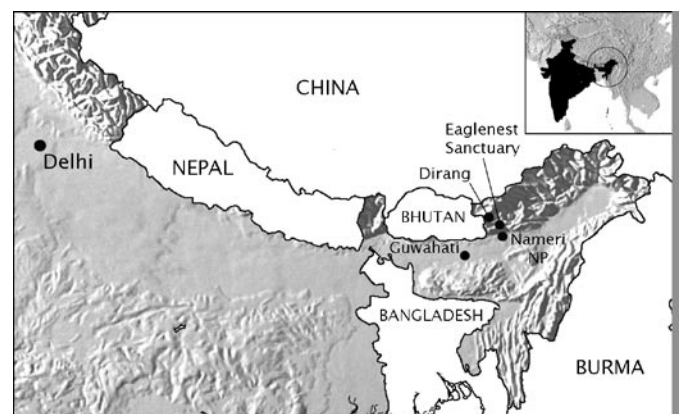 CHINA
Eaglenest
Sanctuary
Delhi
NEPAL
Dirang
BHUTAN
Guwahati
Nameri
NP
BANGLADESH
BURMA